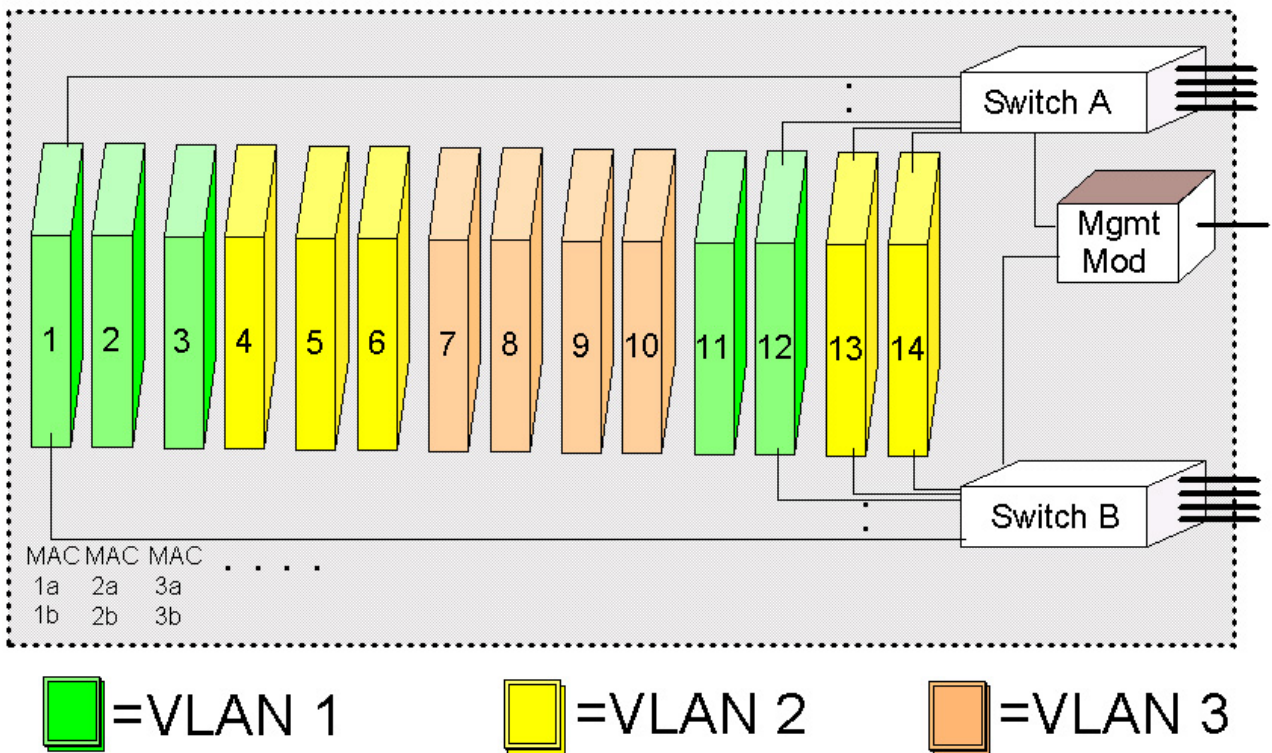 Switch A
Mgmt
Mod
1 2 3 4 5 6 7 8 9 10 11 12 13 14
Switch B
MAC MAC MAC
1a 2a 3a
1b 2b 3b
=VLAN 1 =VLAN 2 =VLAN 3